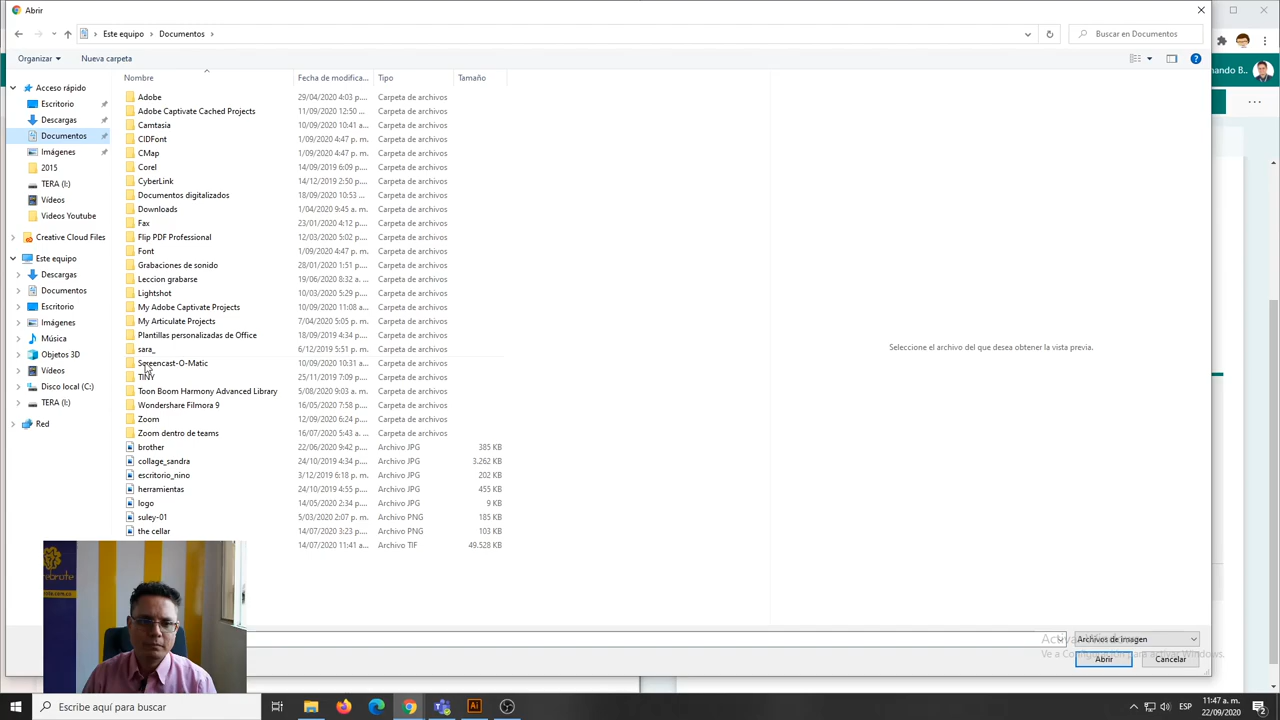 Abrir
Este equipo > Documentos >
Buscar en Documentos
Organizar
Nueva carpeta
nando B..
Nombre
Fecha de modifica...
Tipo
Tamaño
Acceso rápido
Escritorio
Descargas
Documentos
Imágenes
2015
TERA (I:)
Vídeos
Videos Youtube
Creative Cloud Files
Este equipo
Descargas
Documentos
Escritorio
Imágenes
Música
Objetos 3D
Vídeos
Disco local (C:)
TERA (I:)
Red
Adobe 29/04/2020 4:03 p. m. Carpeta de archivos
Adobe Captivate Cached Projects 11/09/2020 12:50 ... Carpeta de archivos
Camtasia 10/09/2020 10:41 a... Carpeta de archivos
CIDFont 1/09/2020 4:47 p. m. Carpeta de archivos
CMap 1/09/2020 4:47 p. m. Carpeta de archivos
Corel 14/09/2019 6:09 p.... Carpeta de archivos
CyberLink 14/12/2019 2:50 p.... Carpeta de archivos
Documentos digitalizados 18/09/2020 10:53 ... Carpeta de archivos
Downloads 1/04/2020 9:45 a. m. Carpeta de archivos
Fax 23/01/2020 4:12 p.... Carpeta de archivos
Flip PDF Professional 12/03/2020 5:02 p.... Carpeta de archivos
Font 1/09/2020 4:47 p. m. Carpeta de archivos
Grabaciones de sonido 28/01/2020 1:51 p.... Carpeta de archivos
Leccion grabarse 19/06/2020 8:32 a. ... Carpeta de archivos
Lightshot 10/03/2020 5:29 p.... Carpeta de archivos
My Adobe Captivate Projects 10/09/2020 11:08 a... Carpeta de archivos
My Articulate Projects 7/04/2020 5:05 p. m. Carpeta de archivos
Plantillas personalizadas de Office 18/09/2019 4:34 p.... Carpeta de archivos
sara_ 6/12/2019 5:51 p. m. Carpeta de archivos
Screencast-O-Matic 10/09/2020 10:31 a... Carpeta de archivos
TINY 25/11/2019 7:09 p.... Carpeta de archivos
Toon Boom Harmony Advanced Library 5/08/2020 9:03 a. m. Carpeta de archivos
Wondershare Filmora 9 16/05/2020 7:58 p.... Carpeta de archivos
Zoom 12/09/2020 6:24 p.... Carpeta de archivos
Zoom dentro de teams 16/07/2020 5:43 a. ... Carpeta de archivos
brother 22/06/2020 9:42 p.... Archivo JPG 385 KB
collage_sandra 24/10/2019 4:34 p.... Archivo JPG 3.262 KB
escritorio_nino 3/12/2019 6:18 p. m. Archivo JPG 202 KB
herramientas 24/10/2019 4:55 p.... Archivo JPG 455 KB
logo 14/05/2020 2:34 p.... Archivo JPG 9 KB
suley-01 5/03/2020 2:07 p. m. Archivo PNG 185 KB
the cellar 14/07/2020 3:23 p.... Archivo PNG 103 KB
14/07/2020 11:41 a... Archivo TIF 49.528 KB
Seleccione el archivo del que desea obtener la vista previa.
Archivos de imagen
Abrir
Cancelar
Escribe aquí para buscar
ESP
11:47 a. m.
22/09/2020
2